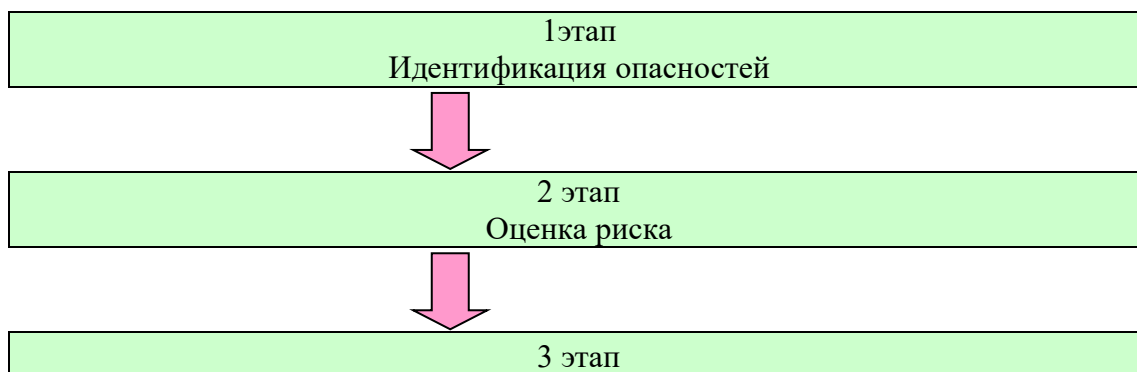 1этап
Идентификация опасностей
2 этап
Оценка риска
3 этап